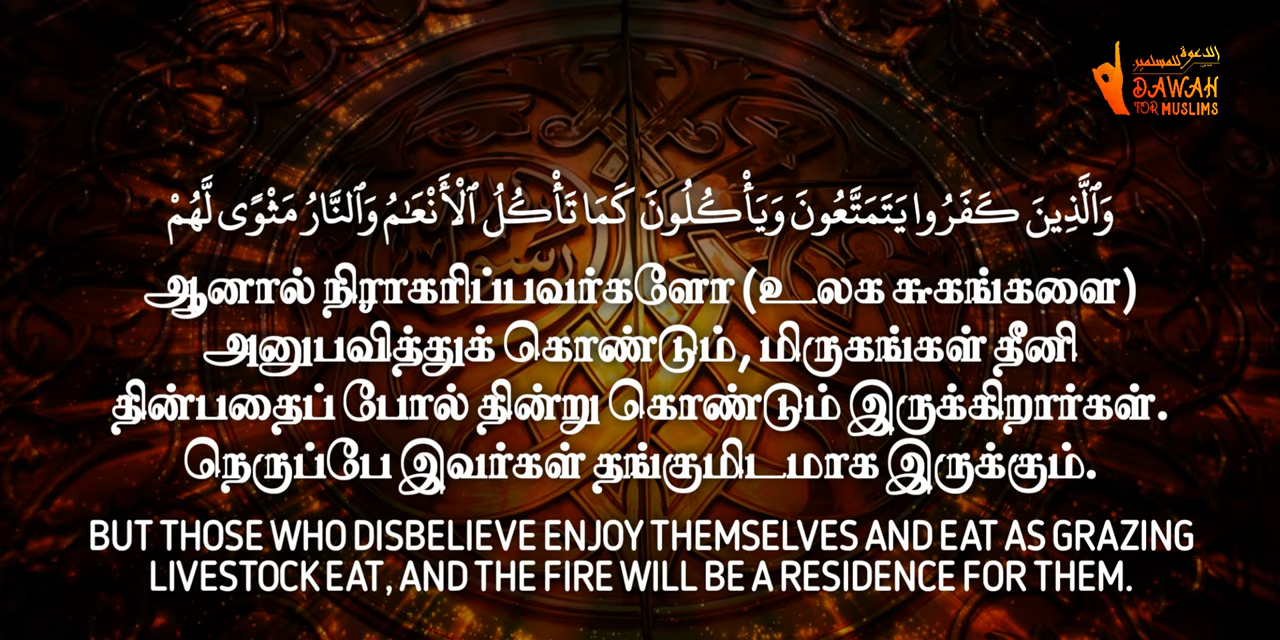 الدعوة للمسلمين
DAWAH
FOR MUSLIMS
وَٱلَّذِينَ كَفَرُوا يَتَمَتَّعُونَ وَيَأْكُلُونَ كَمَا تَأْكُلُ ٱلْأَنْعَـٰمُ وَٱلنَّارُ مَثْوًى لَّهُمْ
ஆனால் நிராகரிப்பவர்களோ (உலக சுகங்களை)
அனுபவித்துக் கொண்டும், மிருகங்கள் தீனி
தின்பதைப் போல் தின்று கொண்டும் இருக்கிறார்கள்.
நெருப்பே இவர்கள் தங்குமிடமாக இருக்கும்.
BUT THOSE WHO DISBELIEVE ENJOY THEMSELVES AND EAT AS GRAZING
LIVESTOCK EAT, AND THE FIRE WILL BE A RESIDENCE FOR THEM.